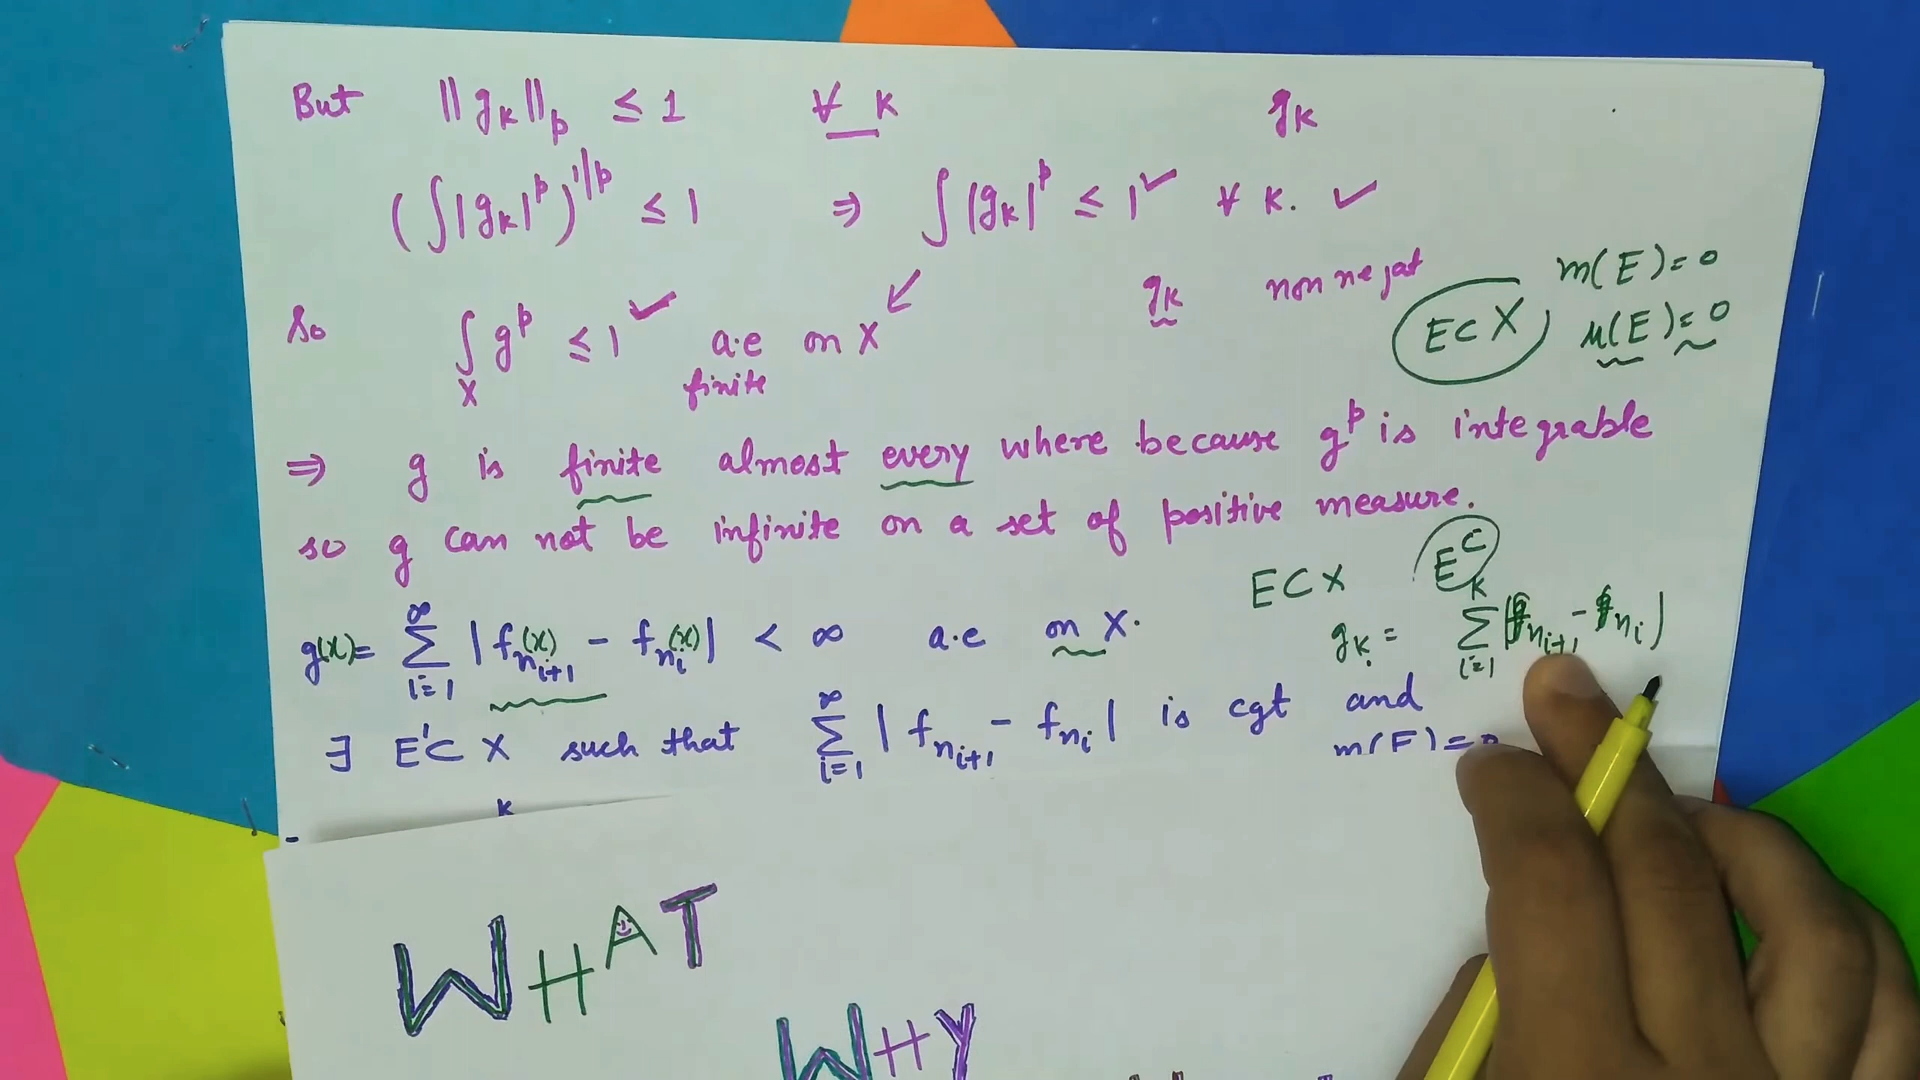 But ||g_k||_p ≤ 1 ∀ k g_k
(∫|g_k|^p)^{1/p} ≤ 1 ⇒ ∫|g_k|^p ≤ 1 ✓ ∀ k. ✓
g_k non negat
m(E)=0
So ∫_X g^p ≤ 1 ✓ a.e on X
finite
E⊂X μ(E)=0
⇒ g is finite almost every where because g^p is integrable
so g can not be infinite on a set of positive measure.
E⊂X E^C
g(x)= ∑_{i=1}^∞ |f_{n_{i+1}}(x) - f_{n_i}(x)| < ∞ a.e on X.
g_k = ∑_{i=1}^k |f_{n_{i+1}} - f_{n_i}|
∃ E'⊂ X such that ∑_{i=1}^∞ |f_{n_{i+1}} - f_{n_i}| is cgt and
k
WHAT
WHY